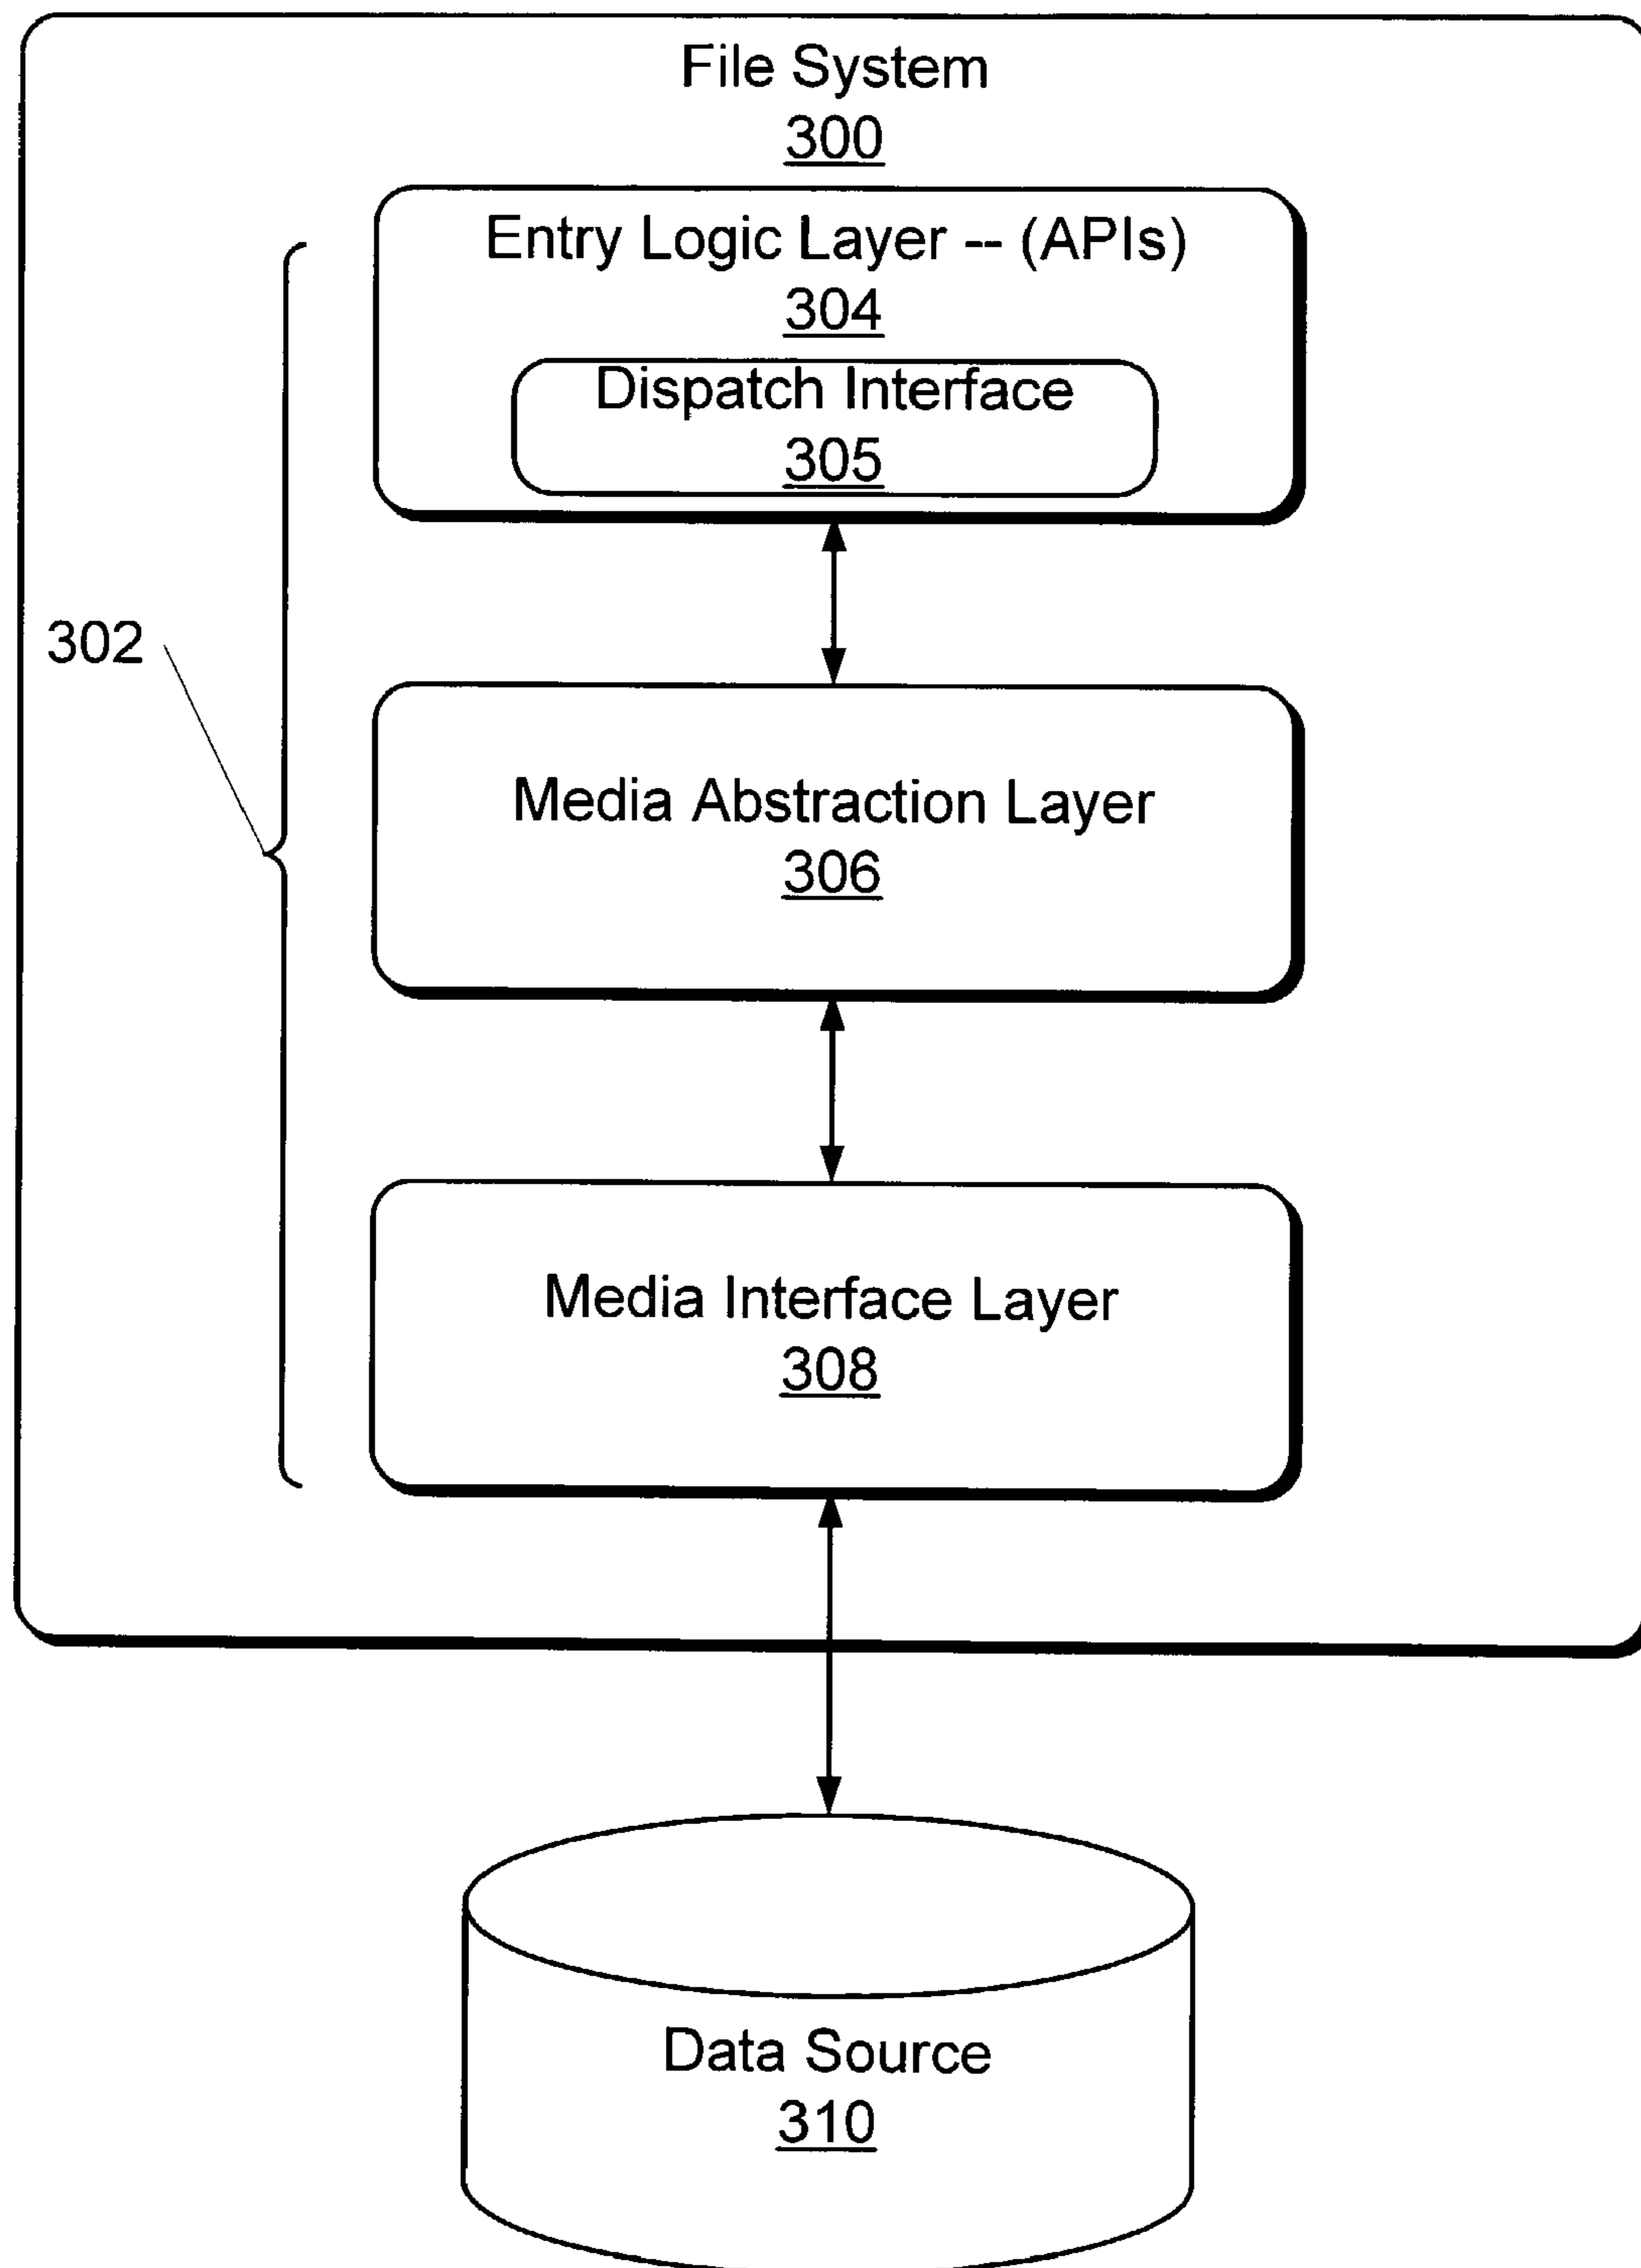 File System
300
Entry Logic Layer -- (APIs)
304
Dispatch Interface
305
302
Media Abstraction Layer
306
Media Interface Layer
308
Data Source
310